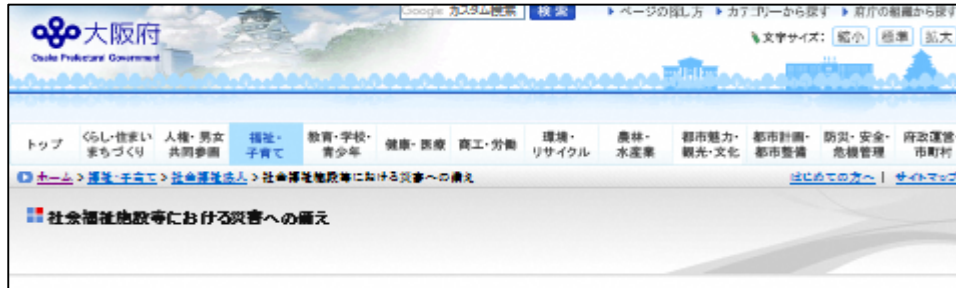 Google カスタム検索 検索 ページの探し方 カテゴリーから探す 府庁の組織から探す
大阪府
Osaka Prefectural Government
文字サイズ: 縮小 標準 拡大
トップ くらし・住まい まちづくり 人権・男女 共同参画 福祉・子育て 教育・学校・青少年 健康・医療 商工・労働 環境・リサイクル 農林・水産業 都市魅力・観光・文化 都市計画・都市整備 防災・安全・危機管理 府政運営・市町村
ホーム > 福祉・子育て > 社会福祉法人 > 社会福祉施設等における災害への備え はじめての方へ | サイトマップ
社会福祉施設等における災害への備え